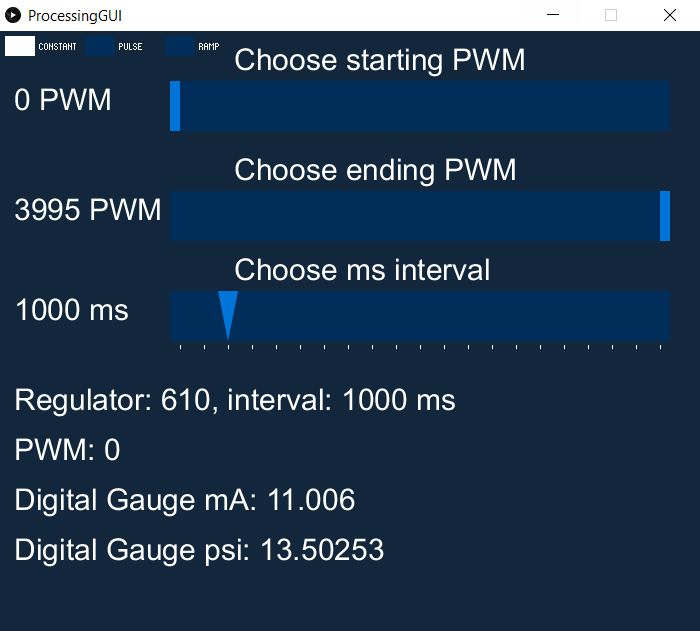 ProcessingGUI
CONSTANT PULSE RAMP
Choose starting PWM
0 PWM
Choose ending PWM
3995 PWM
Choose ms interval
1000 ms
Regulator: 610, interval: 1000 ms
PWM: 0
Digital Gauge mA: 11.006
Digital Gauge psi: 13.50253